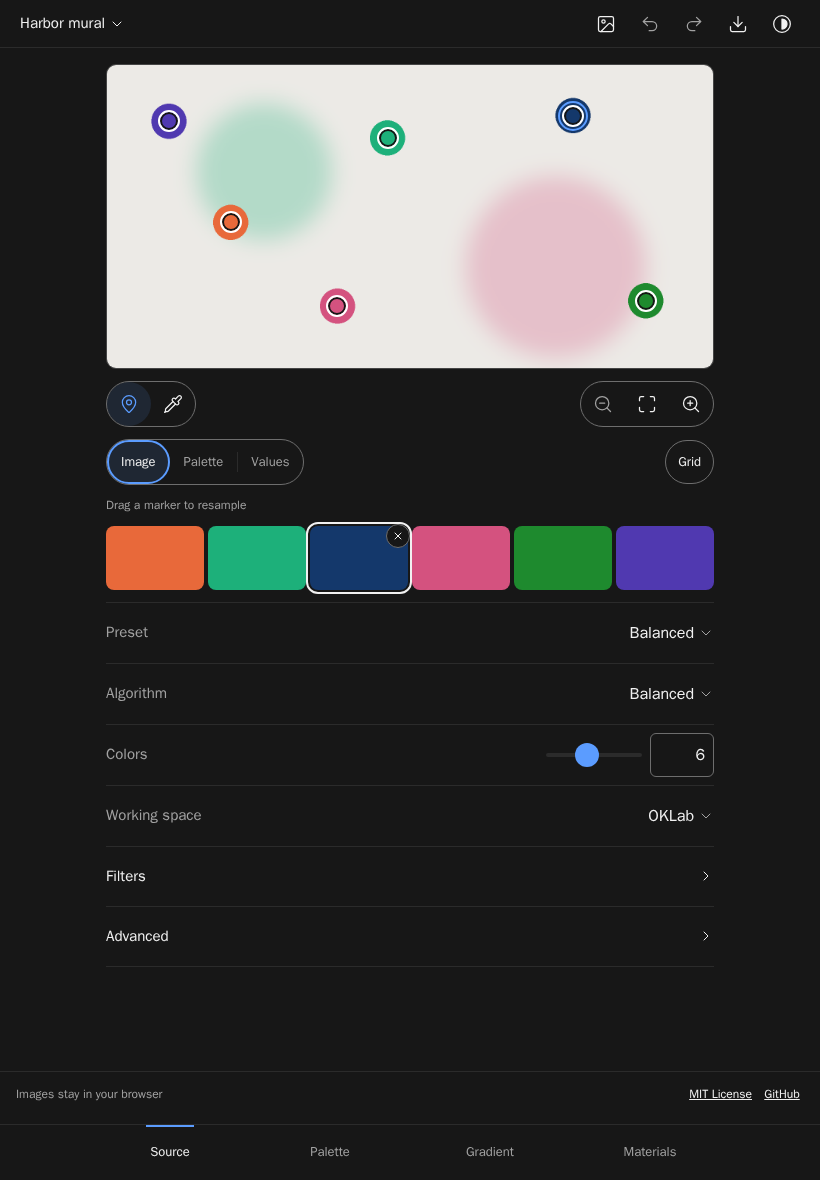 Harbor mural
Image
Palette
Values
Grid
Drag a marker to resample
Preset
Balanced
Algorithm
Balanced
Colors
6
Working space
OKLab
Filters
Advanced
Images stay in your browser
MIT License
GitHub
Source
Palette
Gradient
Materials